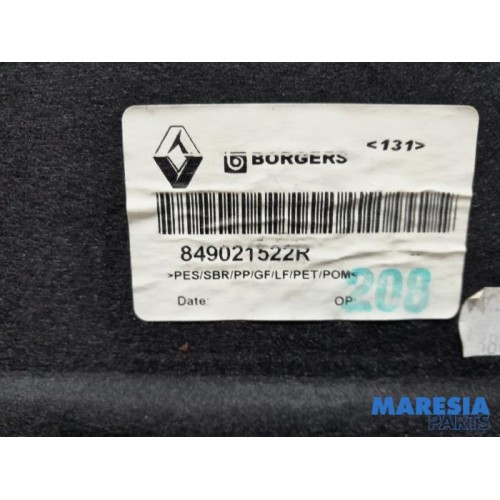 BORGERS <131>
849021522R
>PES/SBR/PP/GF/LF/PET/POM<
Date: OP: 208
MARESIA
PARTS